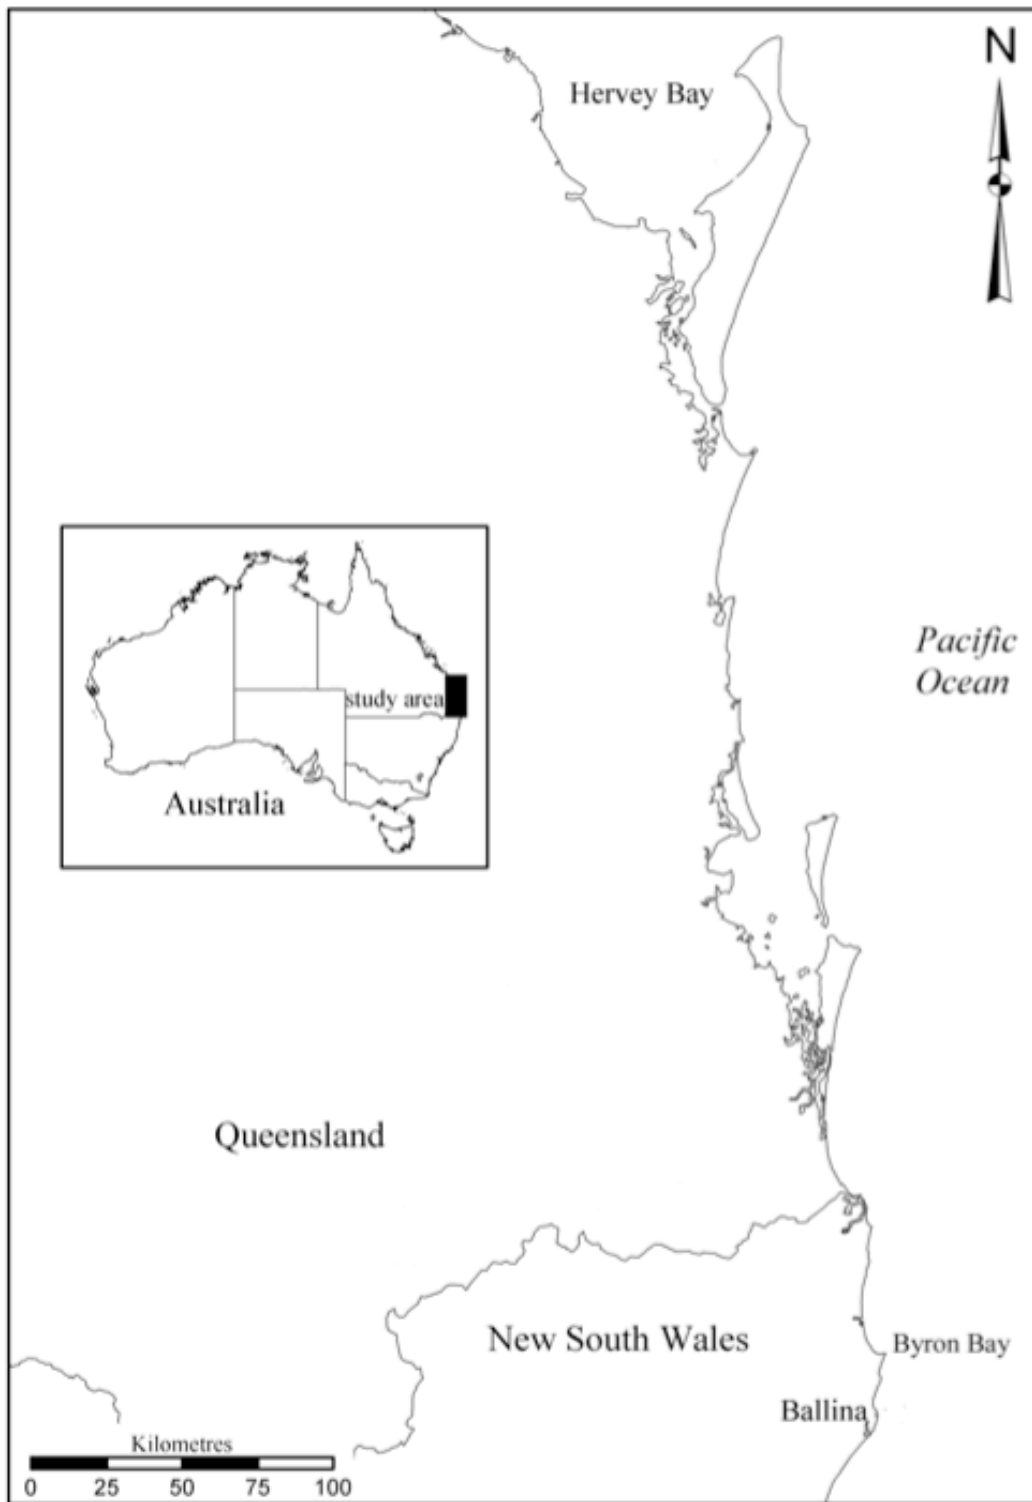 N
Hervey Bay
Pacific
Ocean
study area
Australia
Queensland
New South Wales
Byron Bay
Ballina
Kilometres
0 25 50 75 100